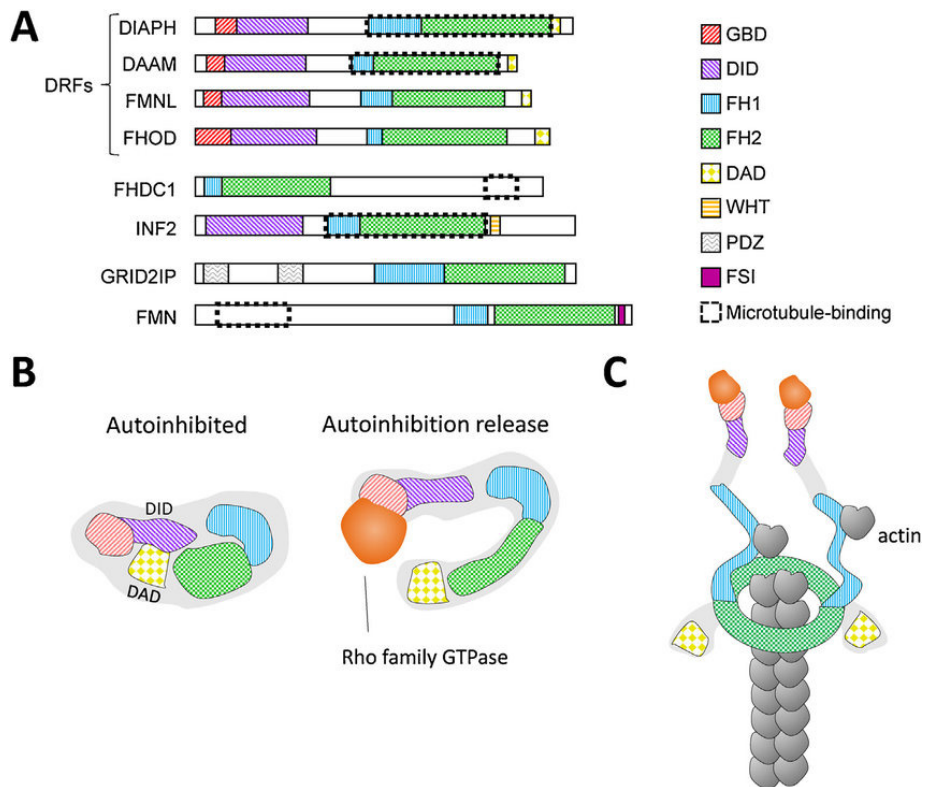 A
DRFs
DIAPH
DAAM
FMNL
FHOD
FHDC1
INF2
GRID2IP
FMN
GBD
DID
FH1
FH2
DAD
WHT
PDZ
FSI
Microtubule-binding
B
Autoinhibited
DID
DAD
Autoinhibition release
Rho family GTPase
C
actin